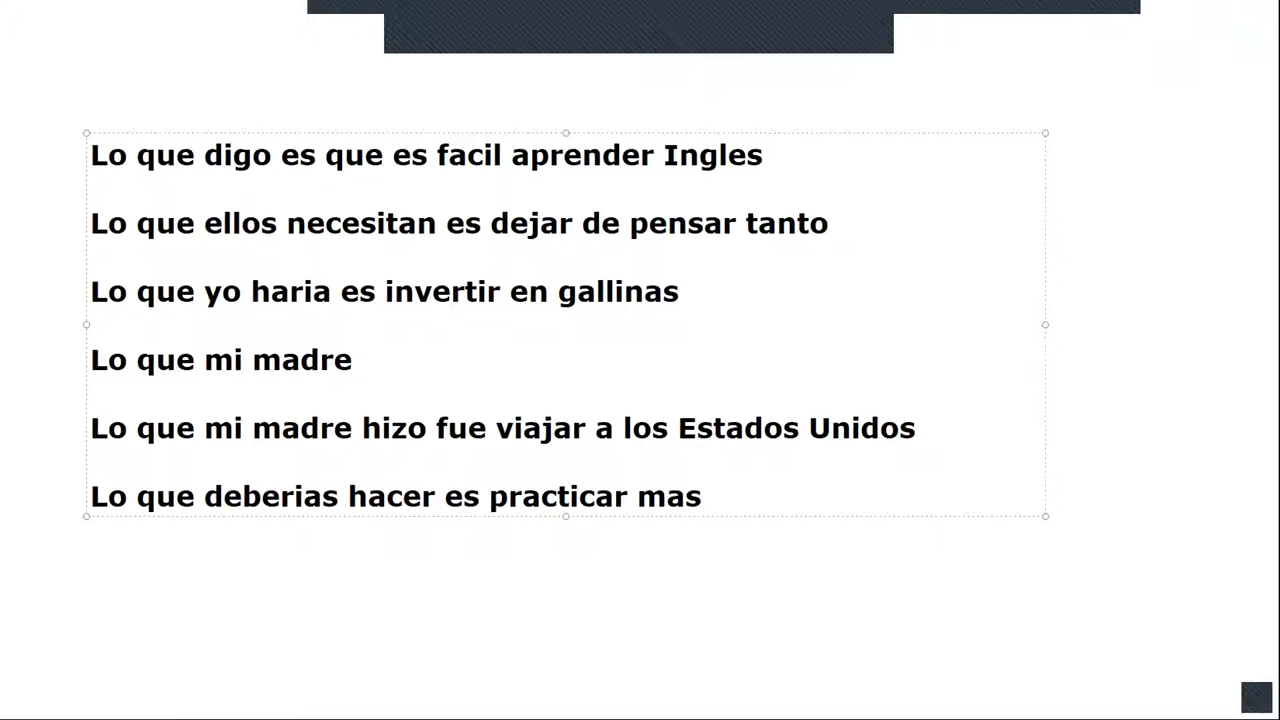 Lo que digo es que es facil aprender Ingles
Lo que ellos necesitan es dejar de pensar tanto
Lo que yo haria es invertir en gallinas
Lo que mi madre
Lo que mi madre hizo fue viajar a los Estados Unidos
Lo que deberias hacer es practicar mas